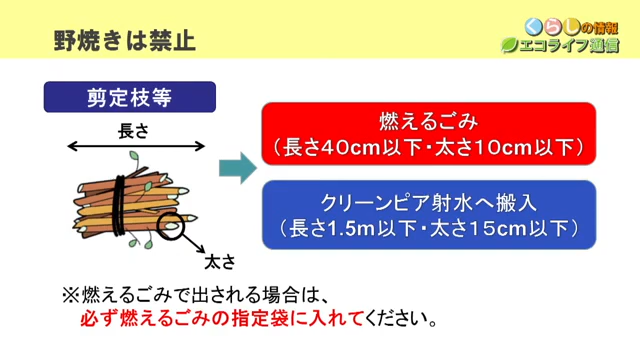 野焼きは禁止
くらしの情報
エコライフ通信
剪定枝等
長さ
太さ
燃えるごみ
（長さ４０cm以下・太さ１０cm以下）
クリーンピア射水へ搬入
（長さ1.5m以下・太さ１５cm以下）
※燃えるごみで出される場合は、
必ず燃えるごみの指定袋に入れてください。